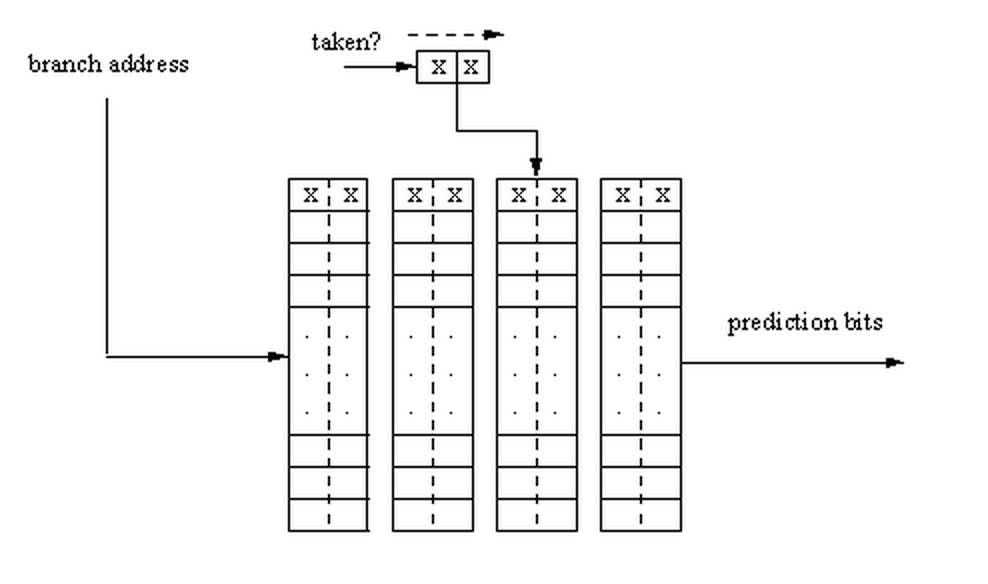 taken?
branch address
X X
X X X X X X X X
prediction bits